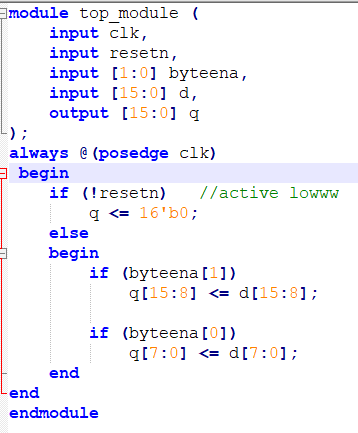 module top_module (
    input clk,
    input resetn,
    input [1:0] byteena,
    input [15:0] d,
    output [15:0] q
);
always @(posedge clk)
 begin
    if (!resetn)   //active lowww
        q <= 16'b0;
    else
    begin
        if (byteena[1])
            q[15:8] <= d[15:8];
        if (byteena[0])
            q[7:0] <= d[7:0];
    end
end
endmodule